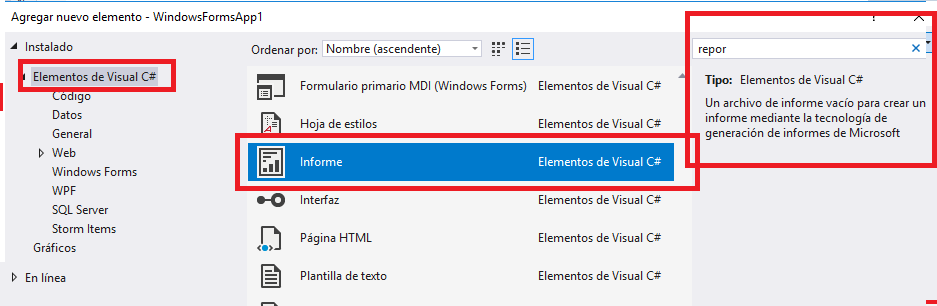 Agregar nuevo elemento - WindowsFormsApp1
?
Instalado
Ordenar por: Nombre (ascendente)
repor
Elementos de Visual C#
Código
Datos
General
Web
Windows Forms
WPF
SQL Server
Storm Items
Gráficos
En línea
Formulario primario MDI (Windows Forms) Elementos de Visual C#
Hoja de estilos Elementos de Visual C#
Informe Elementos de Visual C#
Interfaz Elementos de Visual C#
Página HTML Elementos de Visual C#
Plantilla de texto Elementos de Visual C#
Tipo: Elementos de Visual C#
Un archivo de informe vacío para crear un
informe mediante la tecnología de
generación de informes de Microsoft